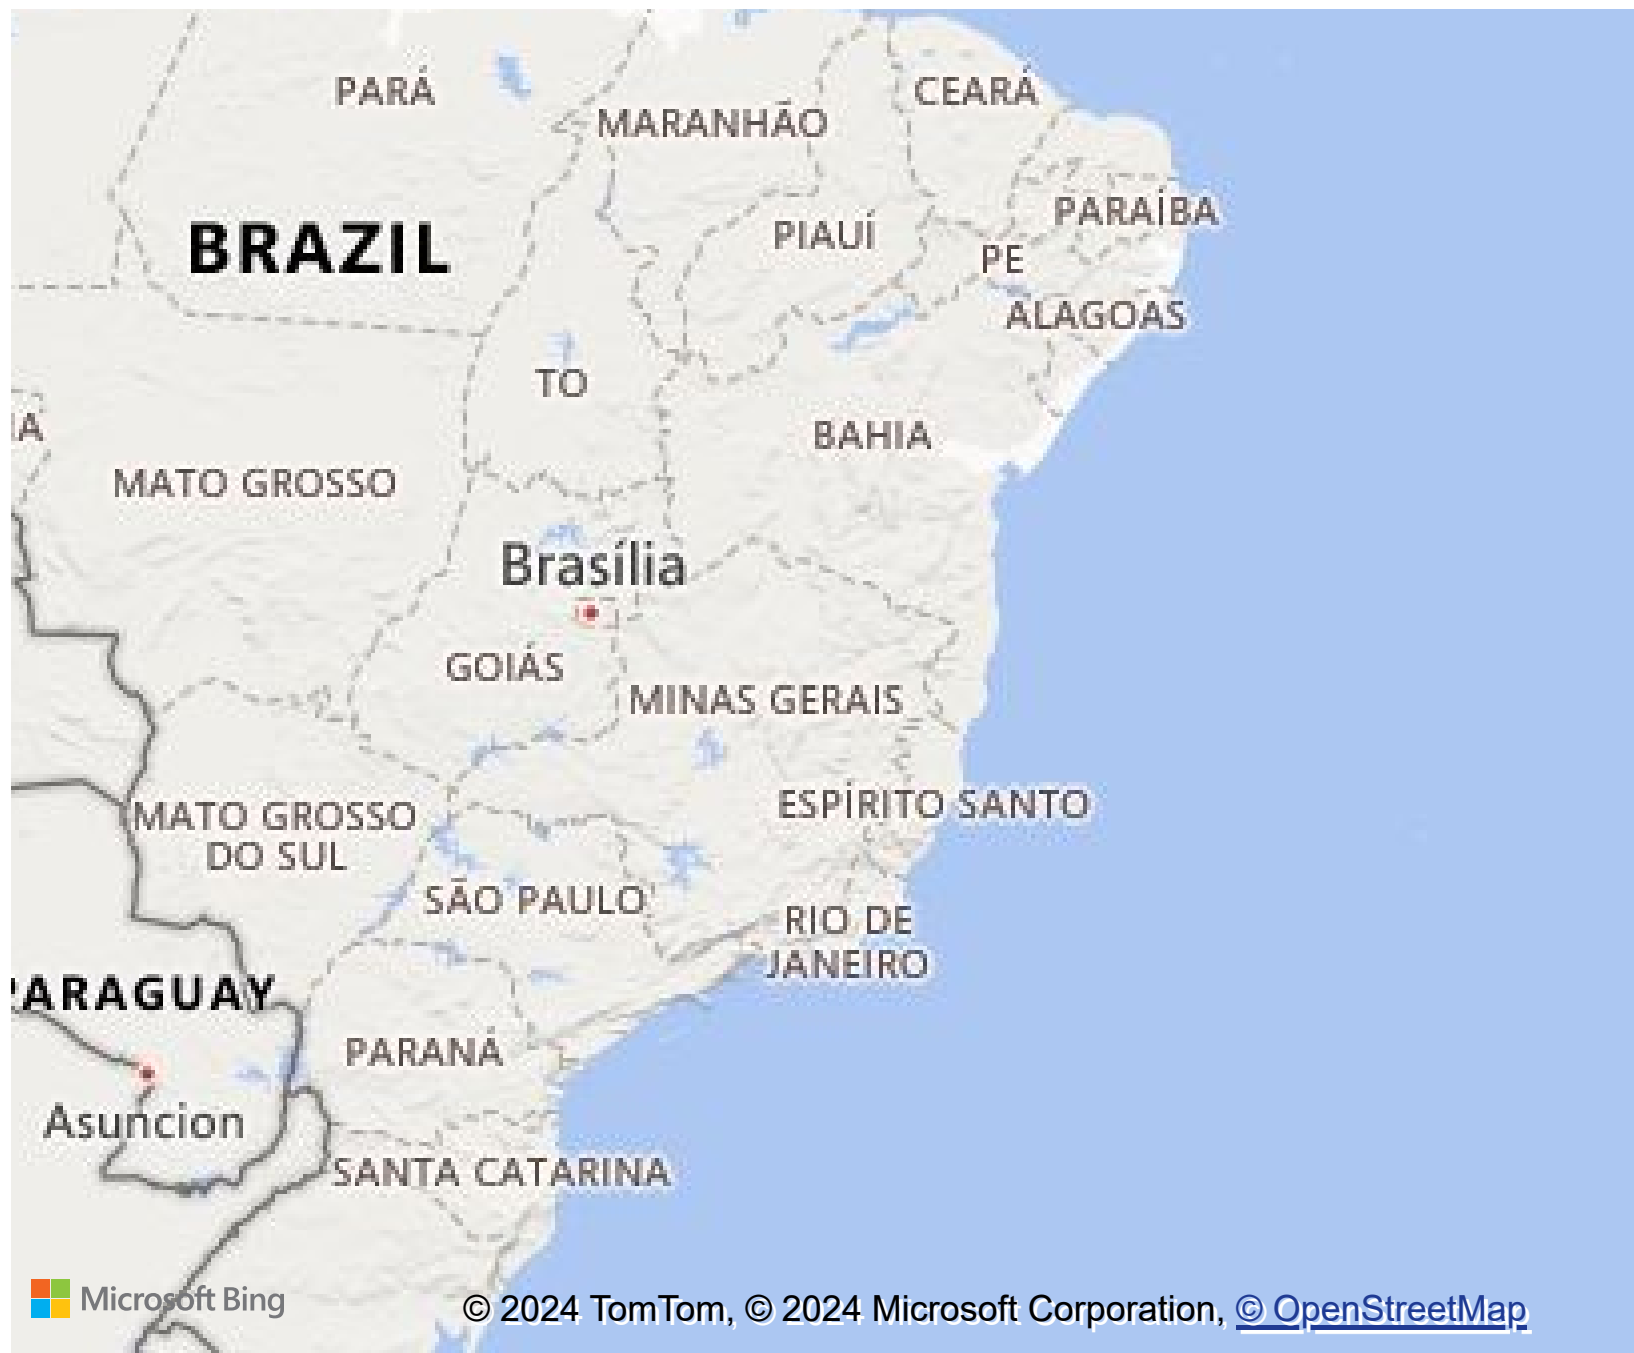 PARÁ
CEARÁ
MARANHÃO
PARAÍBA
PIAUÍ
BRAZIL
PE
ALAGOAS
TO
IA
BAHIA
MATO GROSSO
Brasília
GOIÁS
MINAS GERAIS
ESPÍRITO SANTO
MATO GROSSO
DO SUL
SÃO PAULO
RIO DE
JANEIRO
PARAGUAY
PARANÁ
Asuncion
SANTA CATARINA
Microsoft Bing
© 2024 TomTom, © 2024 Microsoft Corporation, © OpenStreetMap